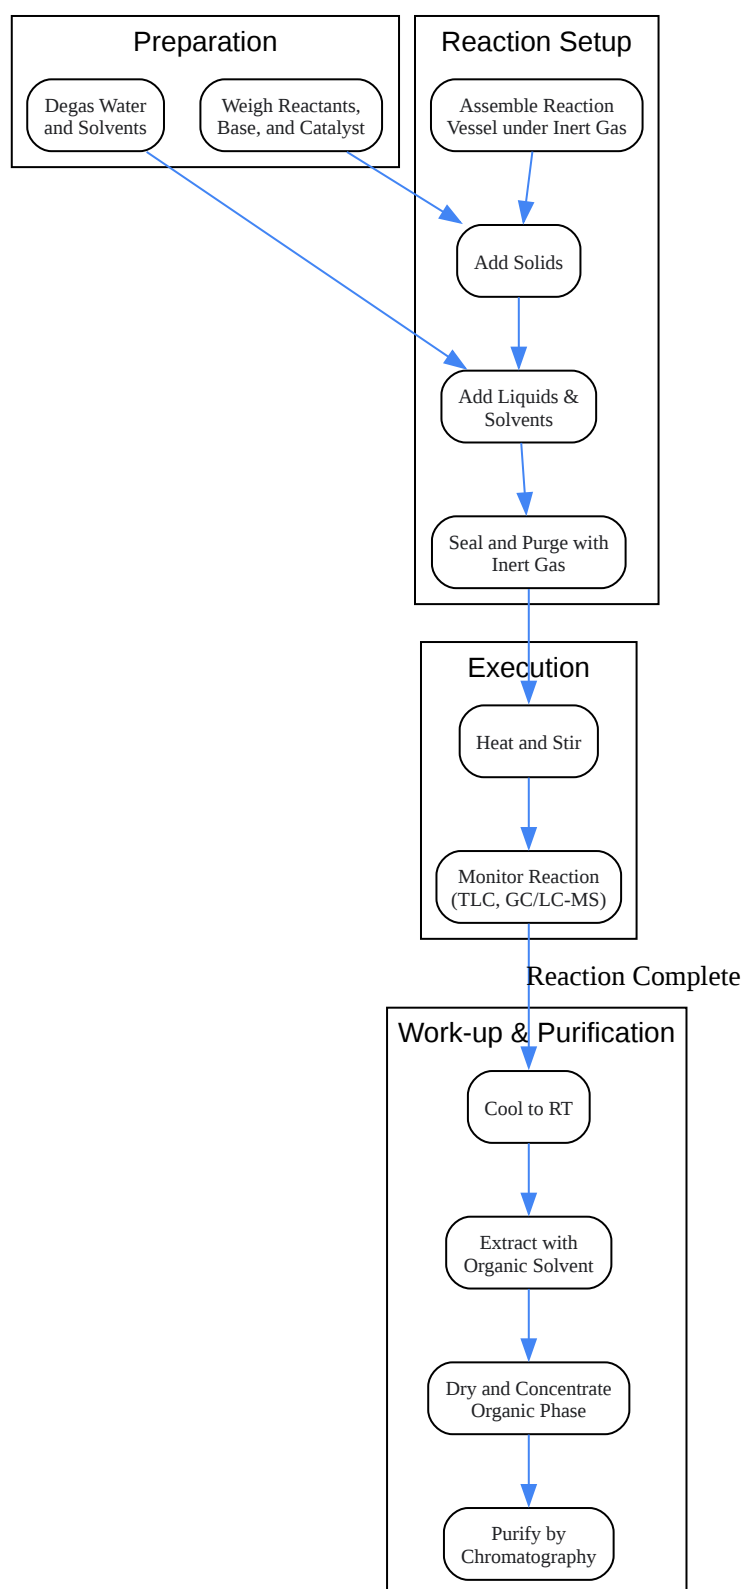 Preparation
Degas Water
and Solvents
Weigh Reactants,
Base, and Catalyst
Reaction Setup
Assemble Reaction
Vessel under Inert Gas
Add Solids
Add Liquids &
Solvents
Seal and Purge with
Inert Gas
Execution
Heat and Stir
Monitor Reaction
(TLC, GC/LC-MS)
Reaction Complete
Work-up & Purification
Cool to RT
Extract with
Organic Solvent
Dry and Concentrate
Organic Phase
Purify by
Chromatography